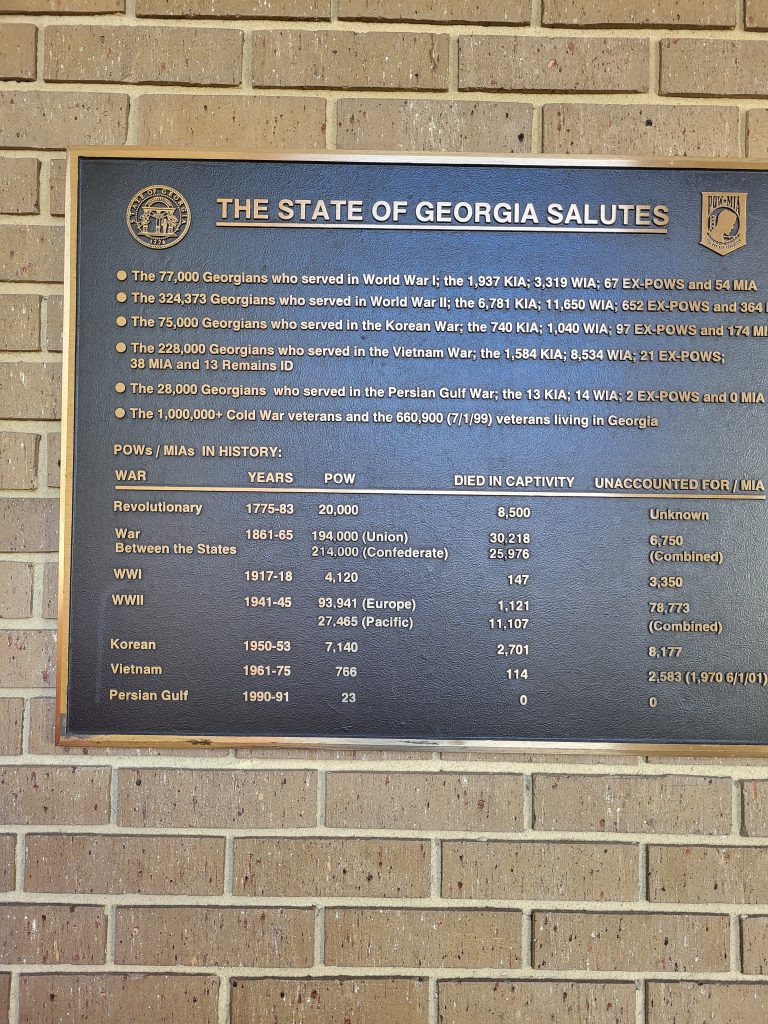 STATE OF GEORGIA
1776
THE STATE OF GEORGIA SALUTES
POW★MIA
● The 77,000 Georgians who served in World War I; the 1,937 KIA; 3,319 WIA; 67 EX-POWS and 54 MIA
● The 324,373 Georgians who served in World War II; the 6,781 KIA; 11,650 WIA; 652 EX-POWS and 364
● The 75,000 Georgians who served in the Korean War; the 740 KIA; 1,040 WIA; 97 EX-POWS and 174 MI
● The 228,000 Georgians who served in the Vietnam War; the 1,584 KIA; 8,534 WIA; 21 EX-POWS;
38 MIA and 13 Remains ID
● The 28,000 Georgians who served in the Persian Gulf War; the 13 KIA; 14 WIA; 2 EX-POWS and 0 MIA
● The 1,000,000+ Cold War veterans and the 660,900 (7/1/99) veterans living in Georgia
POWs / MIAs IN HISTORY:
WAR YEARS POW DIED IN CAPTIVITY UNACCOUNTED FOR / MIA
Revolutionary 1775-83 20,000 8,500 Unknown
War 1861-65 194,000 (Union) 30.218 6,750
Between the States 214,000 (Confederate) 25,976 (Combined)
WWI 1917-18 4,120 147 3,350
WWII 1941-45 93,941 (Europe) 1,121 78,773
27,465 (Pacific) 11,107 (Combined)
Korean 1950-53 7,140 2,701 8,177
Vietnam 1961-75 766 114 2,583 (1,970 6/1/01)
Persian Gulf 1990-91 23 0 0